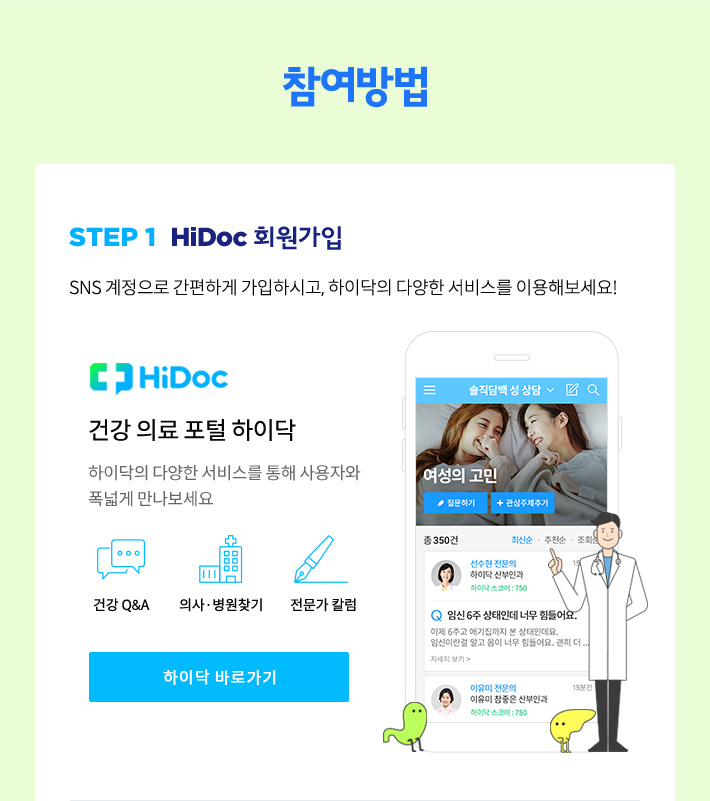 참여방법
STEP 1 HiDoc 회원가입
SNS 계정으로 간편하게 가입하시고, 하이닥의 다양한 서비스를 이용해보세요!
HiDoc
건강 의료 포털 하이닥
하이닥의 다양한 서비스를 통해 사용자와
폭넓게 만나보세요
건강 Q&A
의사·병원찾기
전문가 칼럼
하이닥 바로가기
솔직담백 성 상담
여성의 고민
질문하기
관심주제추가
총 350건
최신순 · 추천순 · 조회순
선수현 전문의
하이닥 산부인과
하이닥 스코어 : 750
Q 임신 6주 상태인데 너무 힘들어요.
이제 6주고 애기집까지 본 상태인데요.
임신이란걸 알고 몸이 너무 힘들어요. 괜히 더 ...
자세히 보기 >
이유미 전문의
15분전
이유미 참좋은 산부인과
하이닥 스코어 : 750